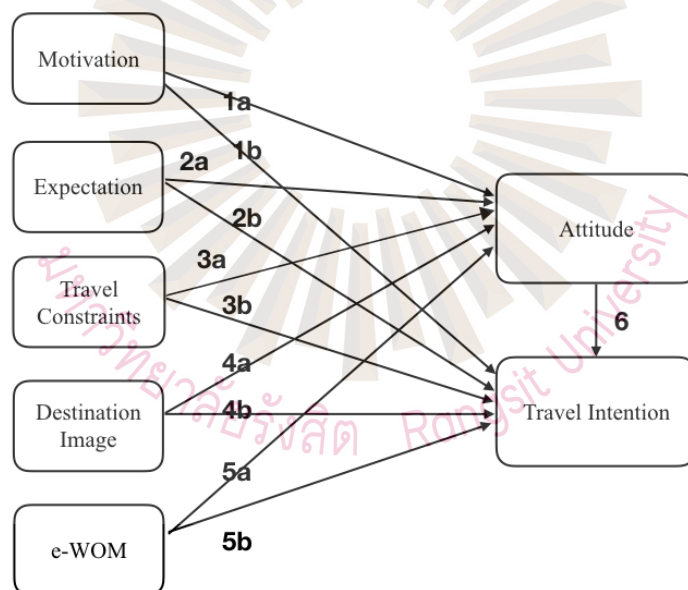 Motivation
1a
1b
2a
Expectation
2b
Attitude
3a
Travel
Constraints
3b
6
4a
Destination
Image
4b
Travel Intention
5a
e-WOM
5b
มหาวิทยาลัยรังสิต Rangsit University